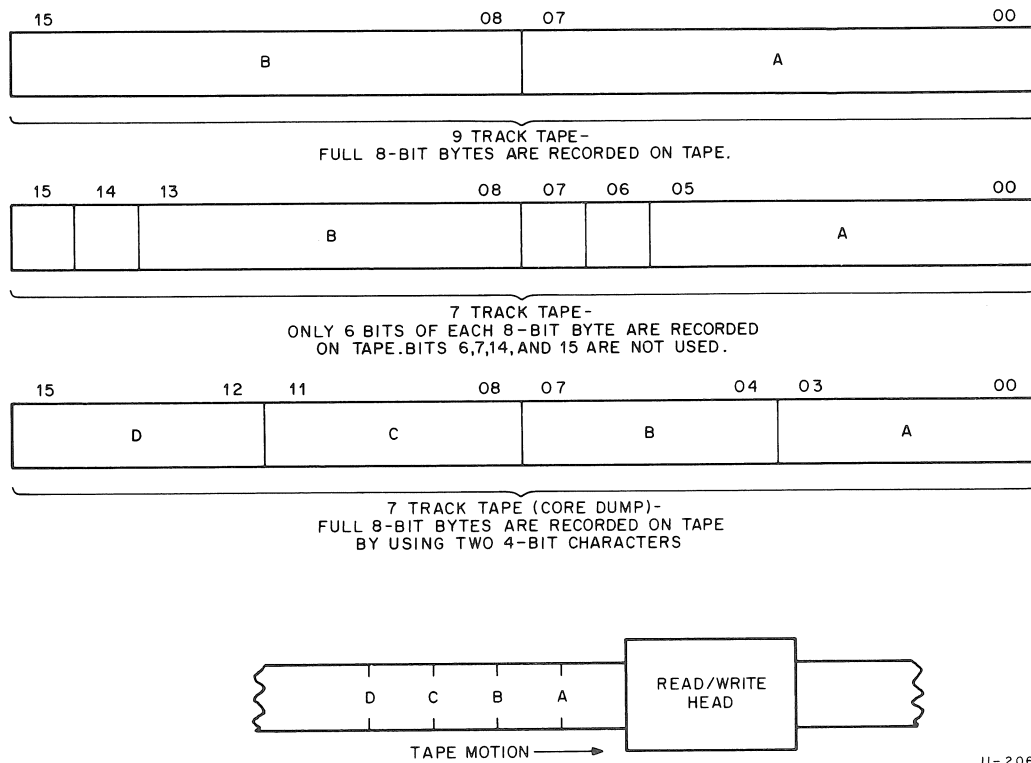 15 08 07 00
B A
9 TRACK TAPE-
FULL 8-BIT BYTES ARE RECORDED ON TAPE.
15 14 13 08 07 06 05 00
B A
7 TRACK TAPE-
ONLY 6 BITS OF EACH 8-BIT BYTE ARE RECORDED
ON TAPE.BITS 6,7,14,AND 15 ARE NOT USED.
15 12 11 08 07 04 03 00
D C B A
7 TRACK TAPE (CORE DUMP)-
FULL 8-BIT BYTES ARE RECORDED ON TAPE
BY USING TWO 4-BIT CHARACTERS
D C B A
READ/WRITE
HEAD
TAPE MOTION